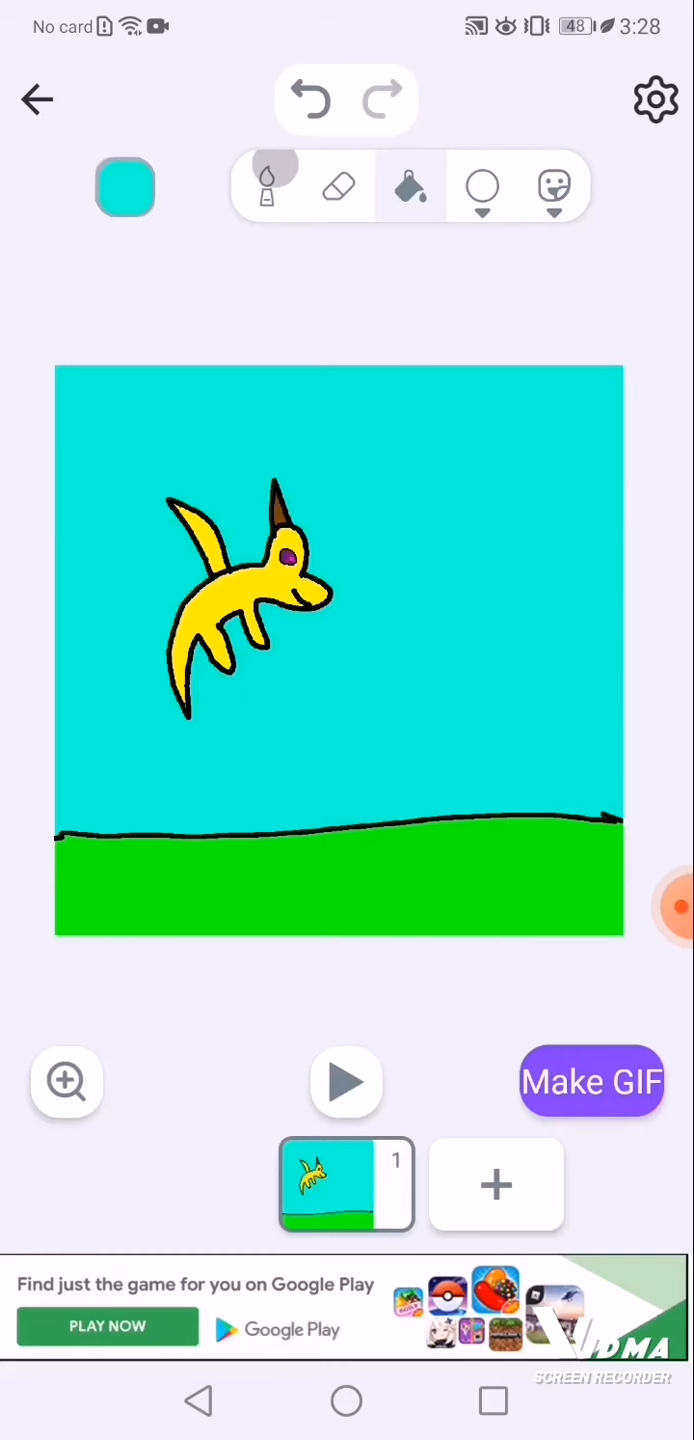 No card 48 3:28
Make GIF
1
Find just the game for you on Google Play
PLAY NOW
Google Play
VDMA
SCREEN RECORDER